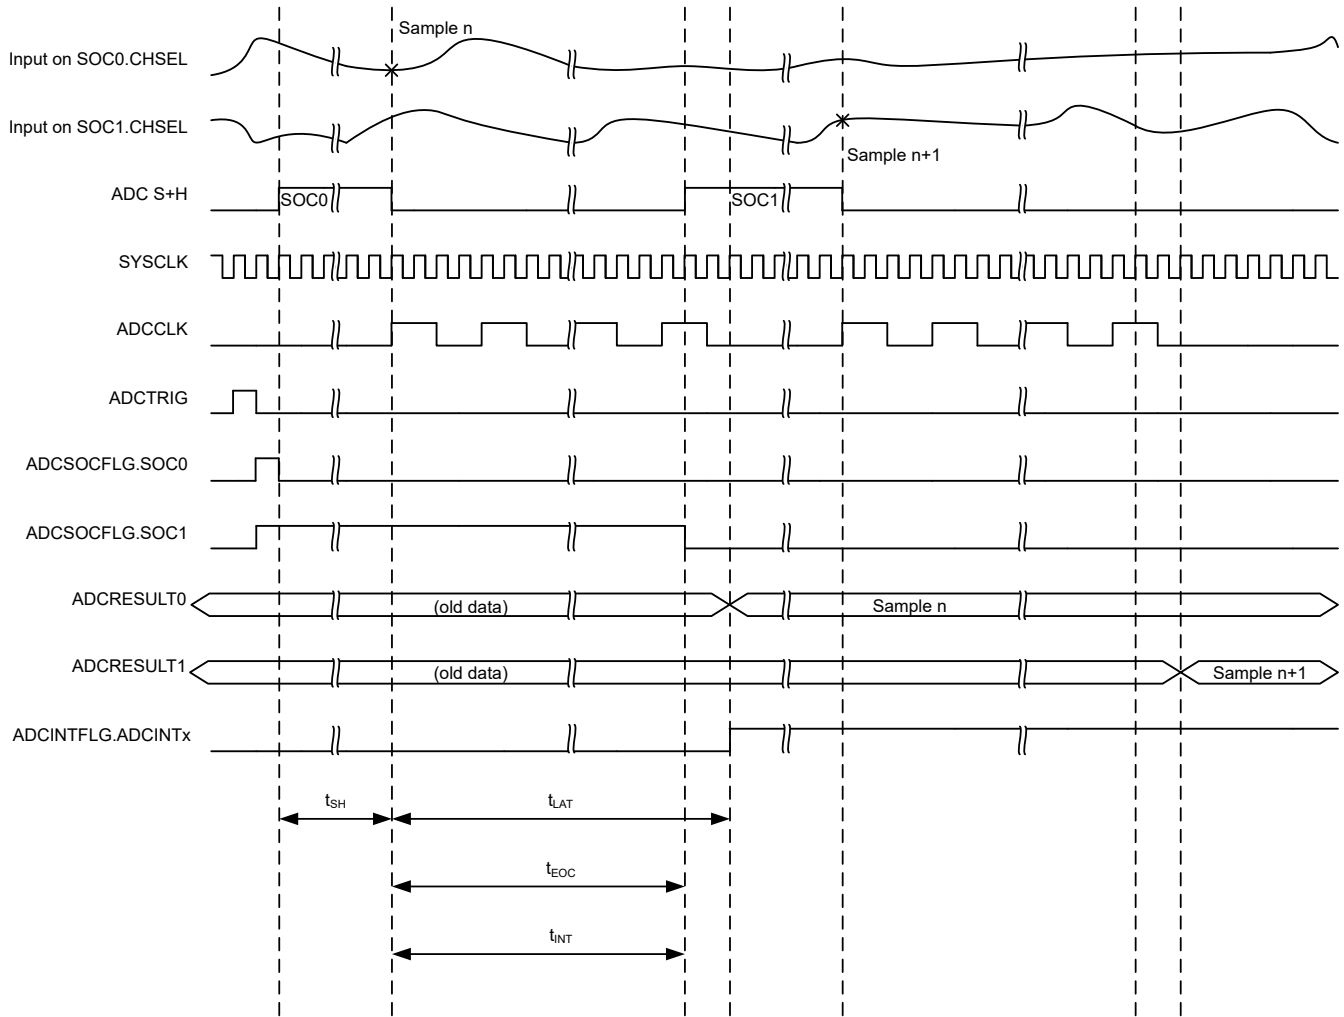 Sample n
Input on SOC0.CHSEL
Input on SOC1.CHSEL
Sample n+1
ADC S+H
SOC0
SOC1
SYSCLK
ADCCLK
ADCTRIG
ADCSOCFLG.SOC0
ADCSOCFLG.SOC1
ADCRESULT0
(old data)
Sample n
ADCRESULT1
(old data)
Sample n+1
ADCINTFLG.ADCINTx
tSH
tLAT
tEOC
tINT